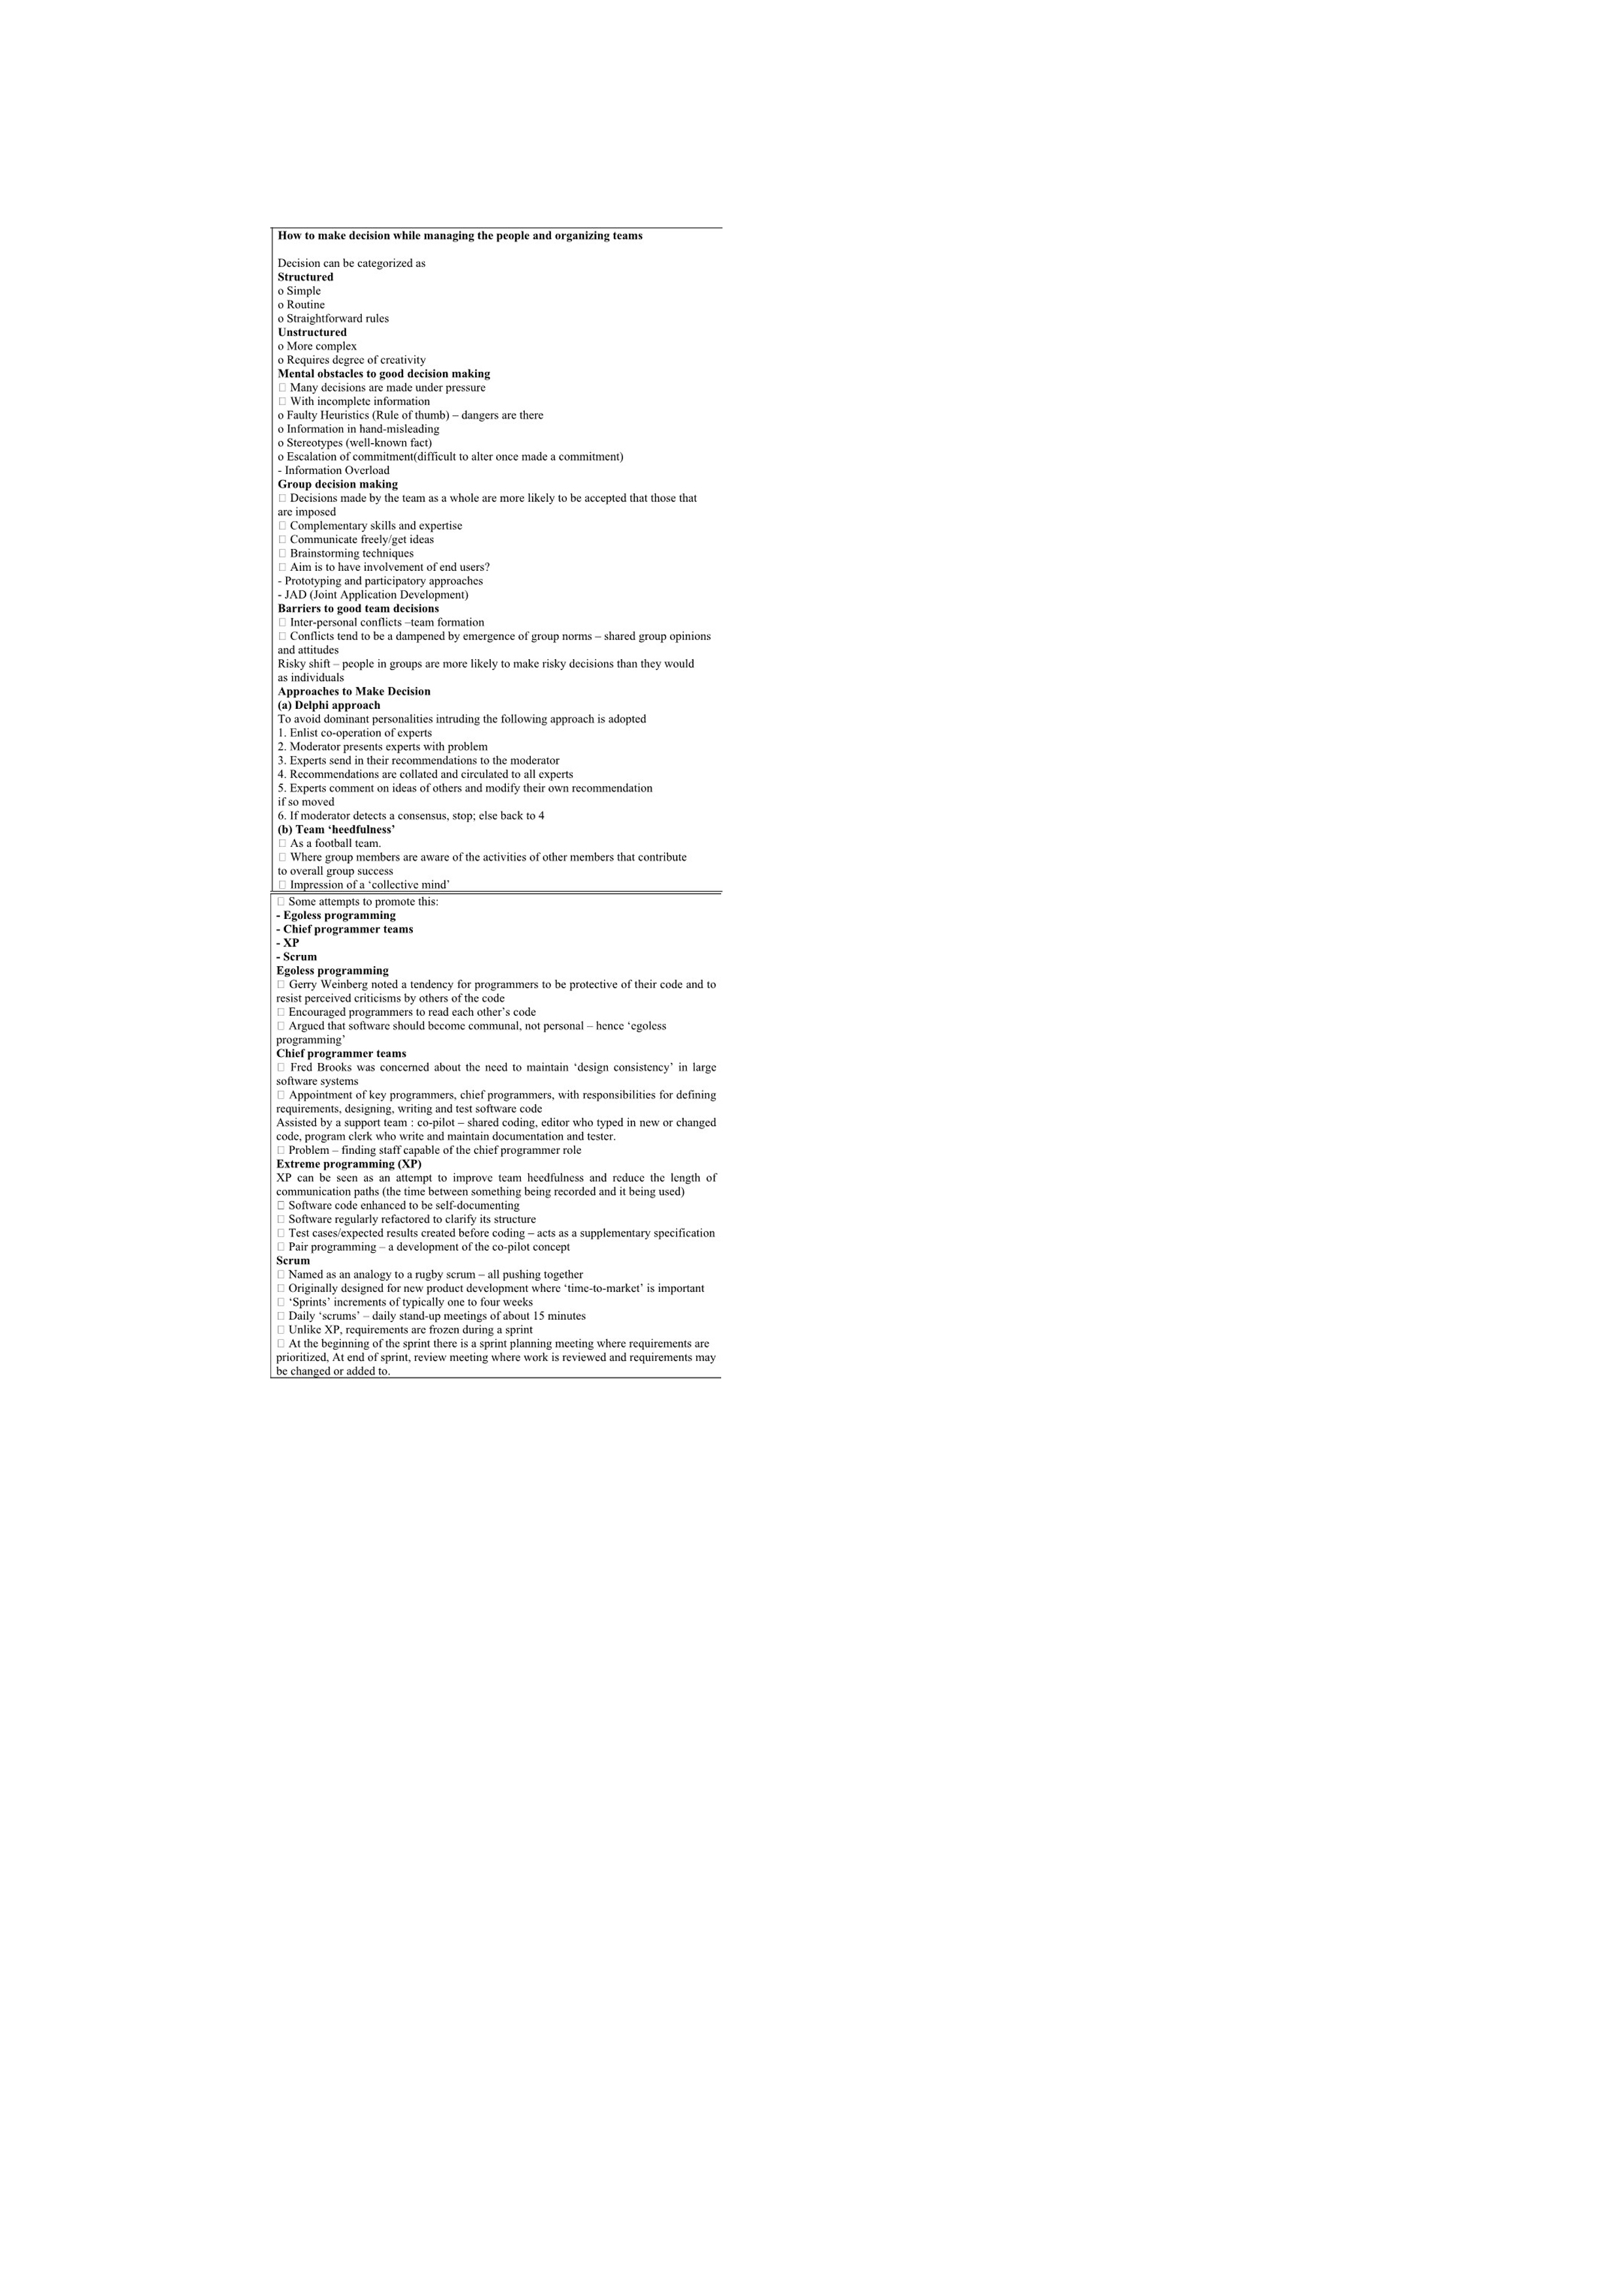 How to make decision while managing the people and organizing teams
Decision can be categorized as
Structured
o Simple
o Routine
o Straightforward rules
Unstructured
o More complex
o Requires degree of creativity
Mental obstacles to good decision making
□ Many decisions are made under pressure
□ With incomplete information
o Faulty Heuristics (Rule of thumb) – dangers are there
o Information in hand-misleading
o Stereotypes (well-known fact)
o Escalation of commitment(difficult to alter once made a commitment)
- Information Overload
Group decision making
□ Decisions made by the team as a whole are more likely to be accepted that those that
are imposed
□ Complementary skills and expertise
□ Communicate freely/get ideas
□ Brainstorming techniques
□ Aim is to have involvement of end users?
- Prototyping and participatory approaches
- JAD (Joint Application Development)
Barriers to good team decisions
□ Inter-personal conflicts –team formation
□ Conflicts tend to be a dampened by emergence of group norms – shared group opinions
and attitudes
Risky shift – people in groups are more likely to make risky decisions than they would
as individuals
Approaches to Make Decision
(a) Delphi approach
To avoid dominant personalities intruding the following approach is adopted
1. Enlist co-operation of experts
2. Moderator presents experts with problem
3. Experts send in their recommendations to the moderator
4. Recommendations are collated and circulated to all experts
5. Experts comment on ideas of others and modify their own recommendation
if so moved
6. If moderator detects a consensus, stop; else back to 4
(b) Team ‘heedfulness’
□ As a football team.
□ Where group members are aware of the activities of other members that contribute
to overall group success
□ Impression of a ‘collective mind’
□ Some attempts to promote this:
- Egoless programming
- Chief programmer teams
- XP
- Scrum
Egoless programming
□ Gerry Weinberg noted a tendency for programmers to be protective of their code and to
resist perceived criticisms by others of the code
□ Encouraged programmers to read each other’s code
□ Argued that software should become communal, not personal – hence ‘egoless
programming’
Chief programmer teams
□ Fred Brooks was concerned about the need to maintain ‘design consistency’ in large
software systems
□ Appointment of key programmers, chief programmers, with responsibilities for defining
requirements, designing, writing and test software code
Assisted by a support team : co-pilot – shared coding, editor who typed in new or changed
code, program clerk who write and maintain documentation and tester.
□ Problem – finding staff capable of the chief programmer role
Extreme programming (XP)
XP can be seen as an attempt to improve team heedfulness and reduce the length of
communication paths (the time between something being recorded and it being used)
□ Software code enhanced to be self-documenting
□ Software regularly refactored to clarify its structure
□ Test cases/expected results created before coding – acts as a supplementary specification
□ Pair programming – a development of the co-pilot concept
Scrum
□ Named as an analogy to a rugby scrum – all pushing together
□ Originally designed for new product development where ‘time-to-market’ is important
□ ‘Sprints’ increments of typically one to four weeks
□ Daily ‘scrums’ – daily stand-up meetings of about 15 minutes
□ Unlike XP, requirements are frozen during a sprint
□ At the beginning of the sprint there is a sprint planning meeting where requirements are
prioritized, At end of sprint, review meeting where work is reviewed and requirements may
be changed or added to.